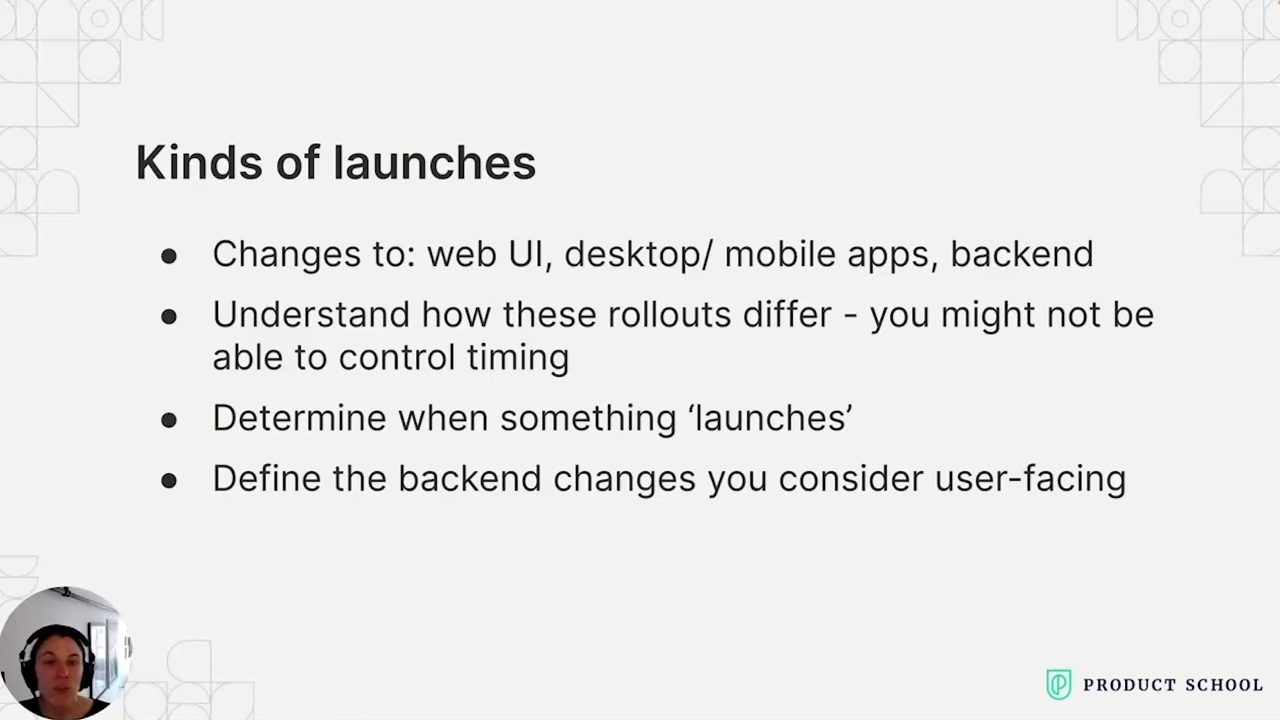 Kinds of launches
● Changes to: web UI, desktop/ mobile apps, backend
● Understand how these rollouts differ - you might not be
able to control timing
● Determine when something ‘launches’
● Define the backend changes you consider user-facing
PRODUCT SCHOOL